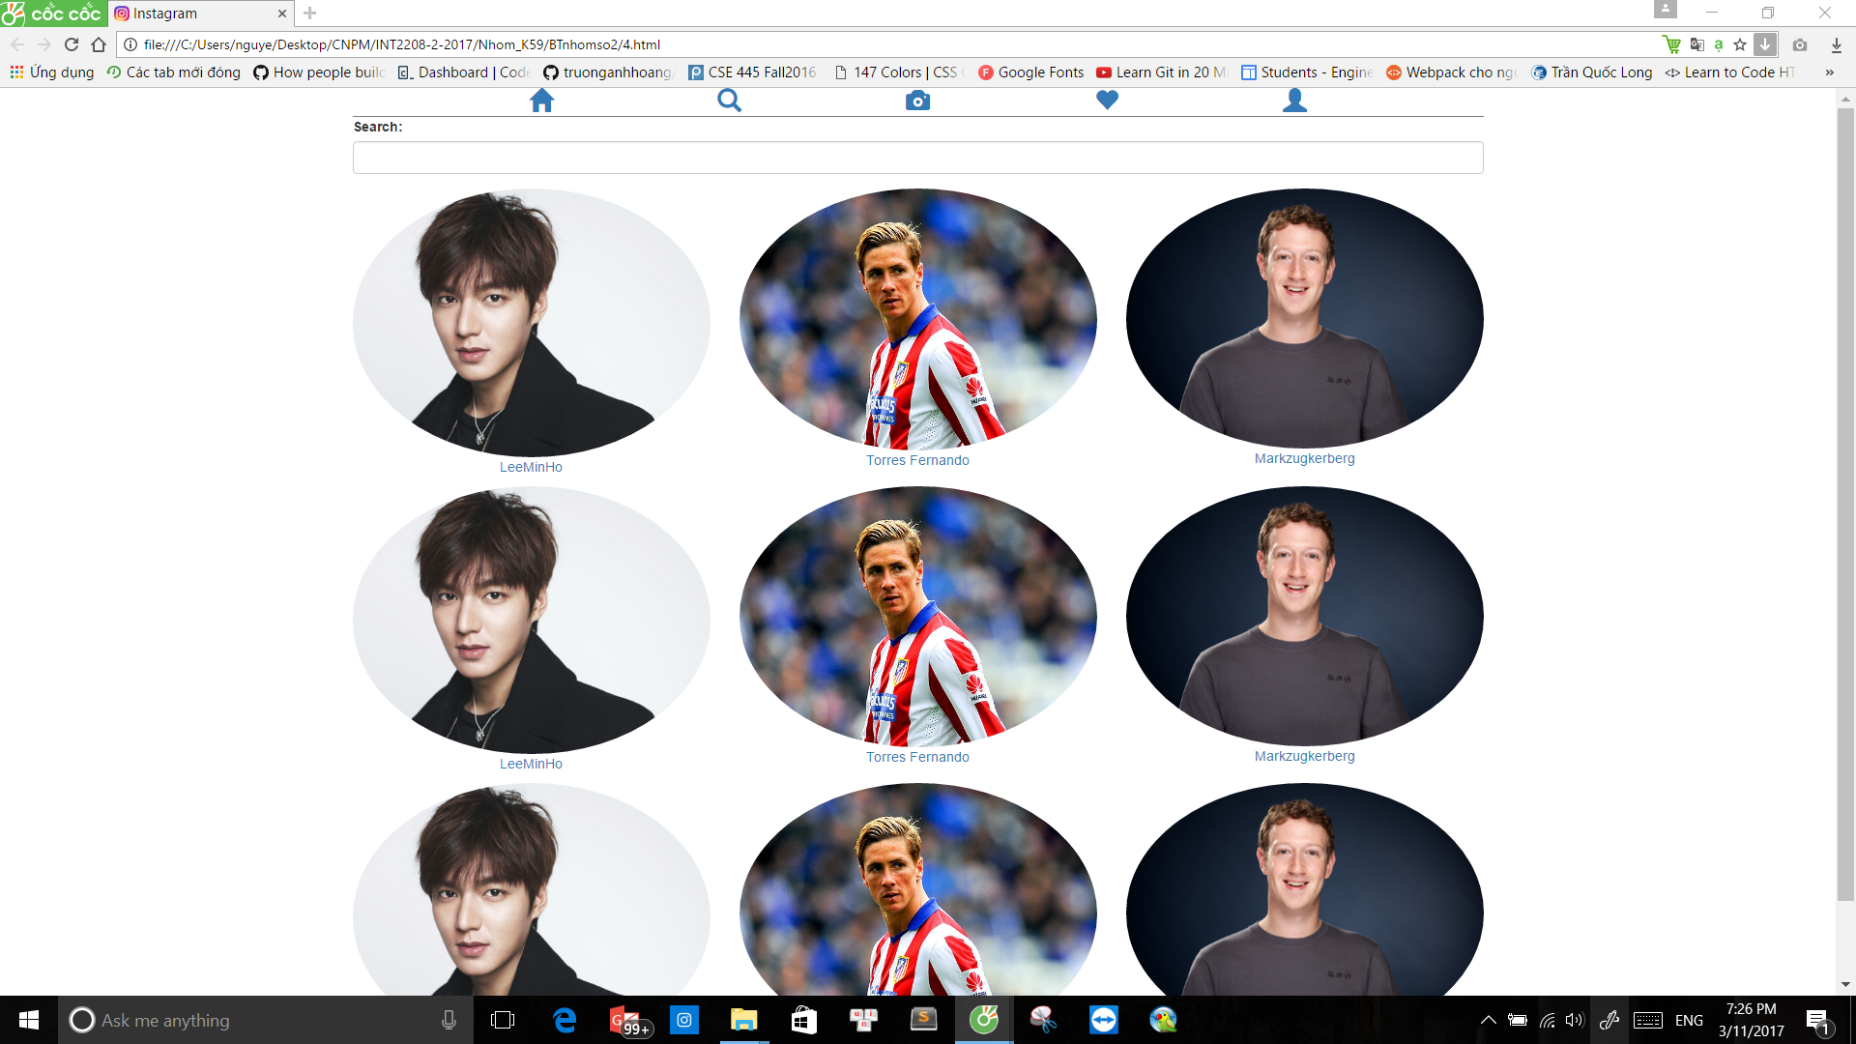 cốc cốc Instagram
file:///C:/Users/nguye/Desktop/CNPM/INT2208-2-2017/Nhom_K59/BTnhomso2/4.html
Ứng dụng Các tab mới đóng How people build Dashboard | Code truonganhhoang/ CSE 445 Fall2016 147 Colors | CSS Google Fonts Learn Git in 20 Students - Engine Webpack cho Trần Quốc Long Learn to Code HT »
Search:
LeeMinHo Torres Fernando Markzugkerberg
LeeMinHo Torres Fernando Markzugkerberg
Ask me anything
99+
ENG
7:26 PM
3/11/2017
1